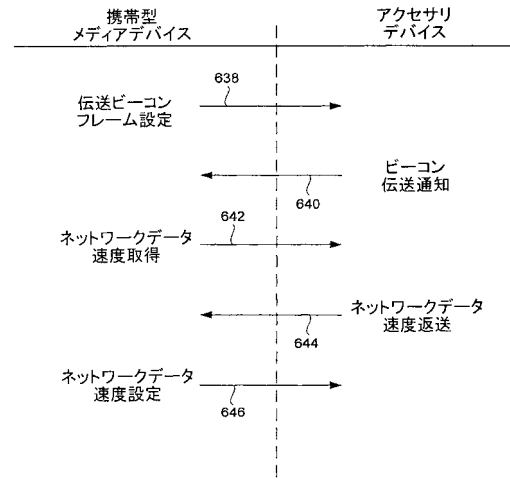 携帯型
メディアデバイス
アクセサリ
デバイス
638
伝送ビーコン
フレーム設定
ビーコン
伝送通知
640
642
ネットワークデータ
速度取得
ネットワークデータ
速度返送
644
ネットワークデータ
速度設定
646